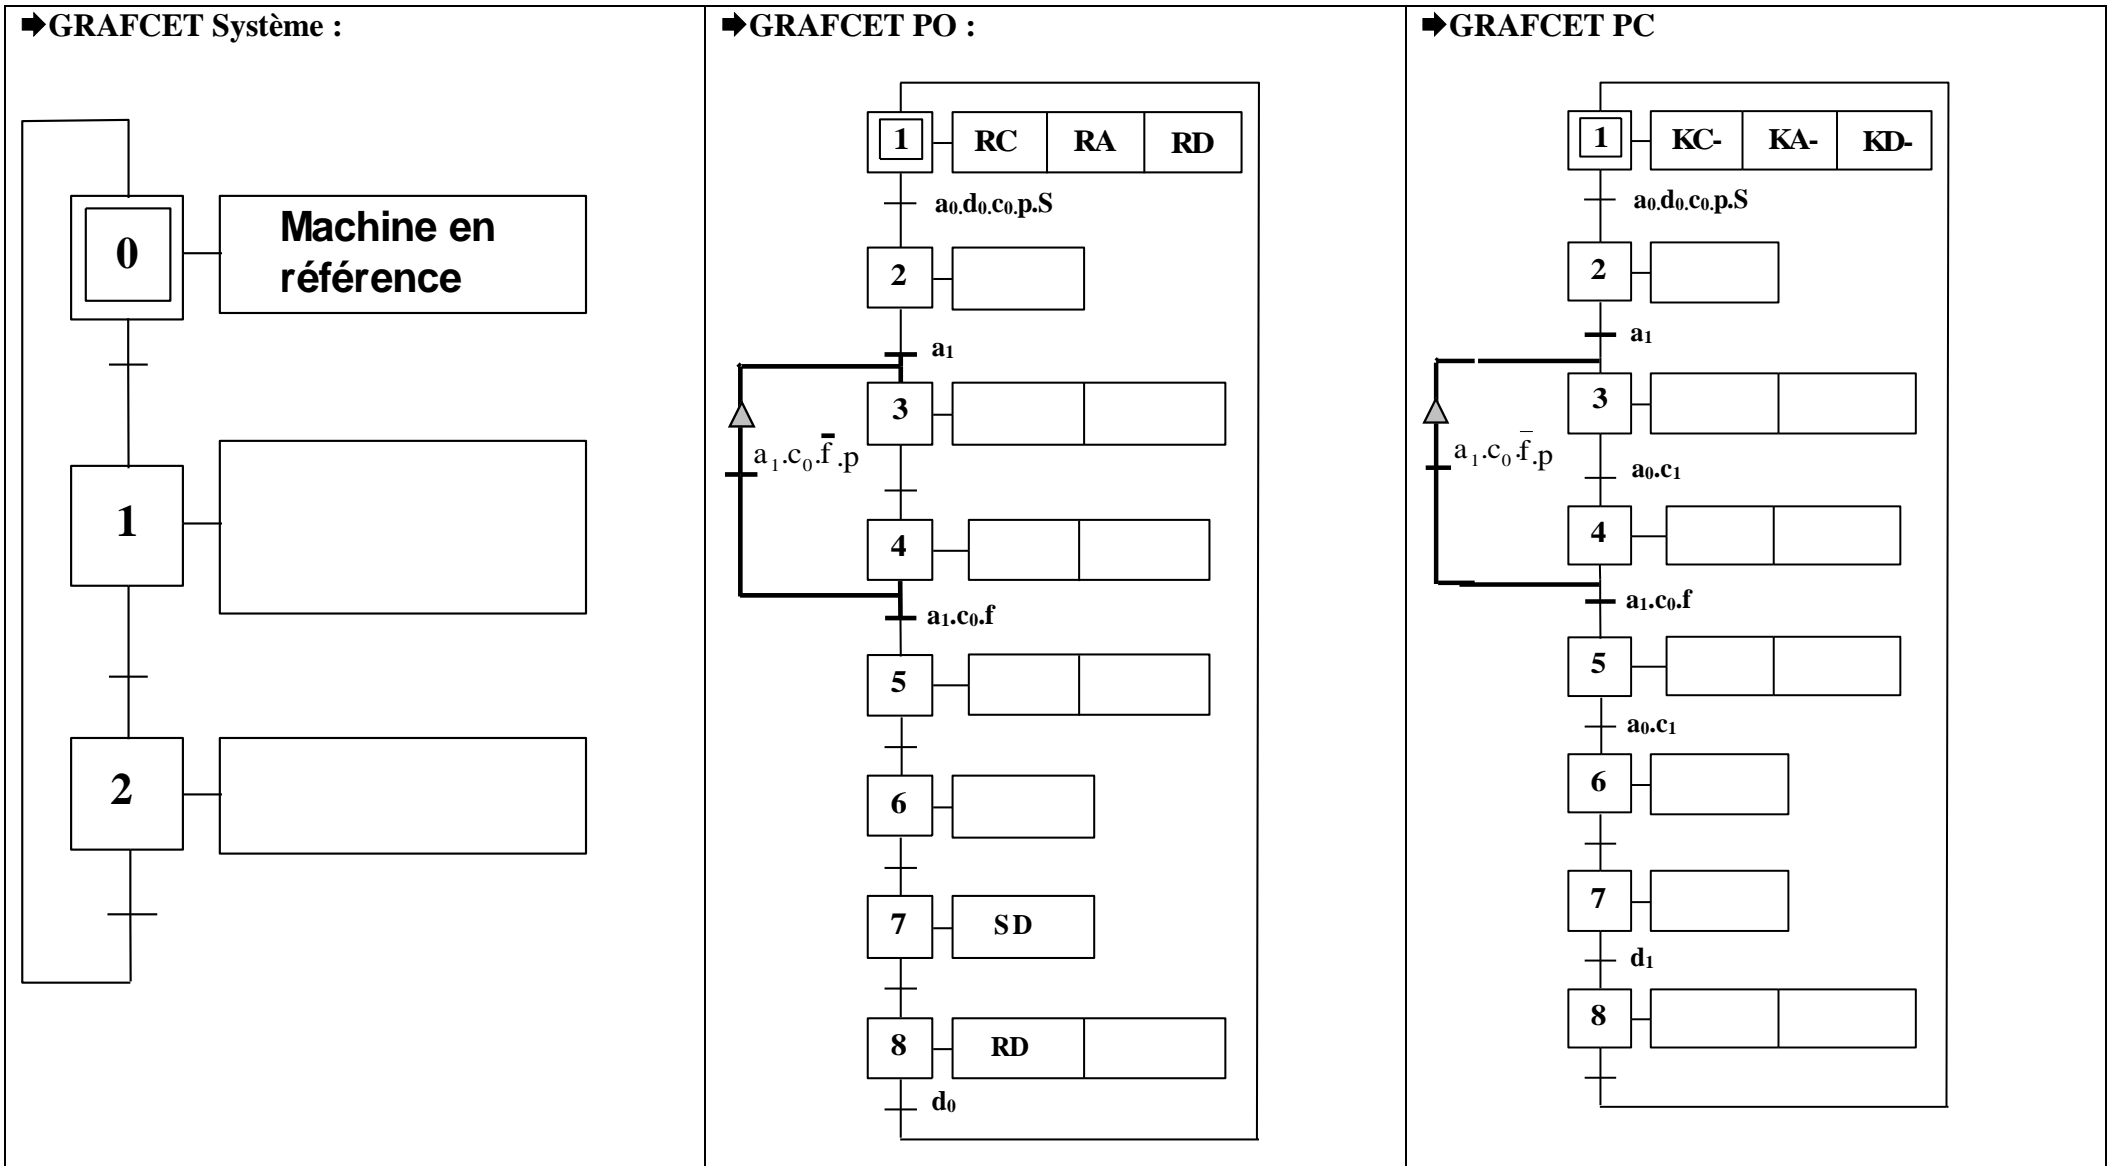 ➡GRAFCET Système :
0
Machine en
référence
1
2
➡GRAFCET PO :
1
RC RA RD
a₀.d₀.c₀.p.S
2
a₁
3
a₁.c₀.f̅.p
4
a₁.c₀.f
5
6
7
SD
8
RD
d₀
➡GRAFCET PC
1
KC- KA- KD-
a₀.d₀.c₀.p.S
2
a₁
3
a₁.c₀.f̅.p
a₀.c₁
4
a₁.c₀.f
5
a₀.c₁
6
7
d₁
8